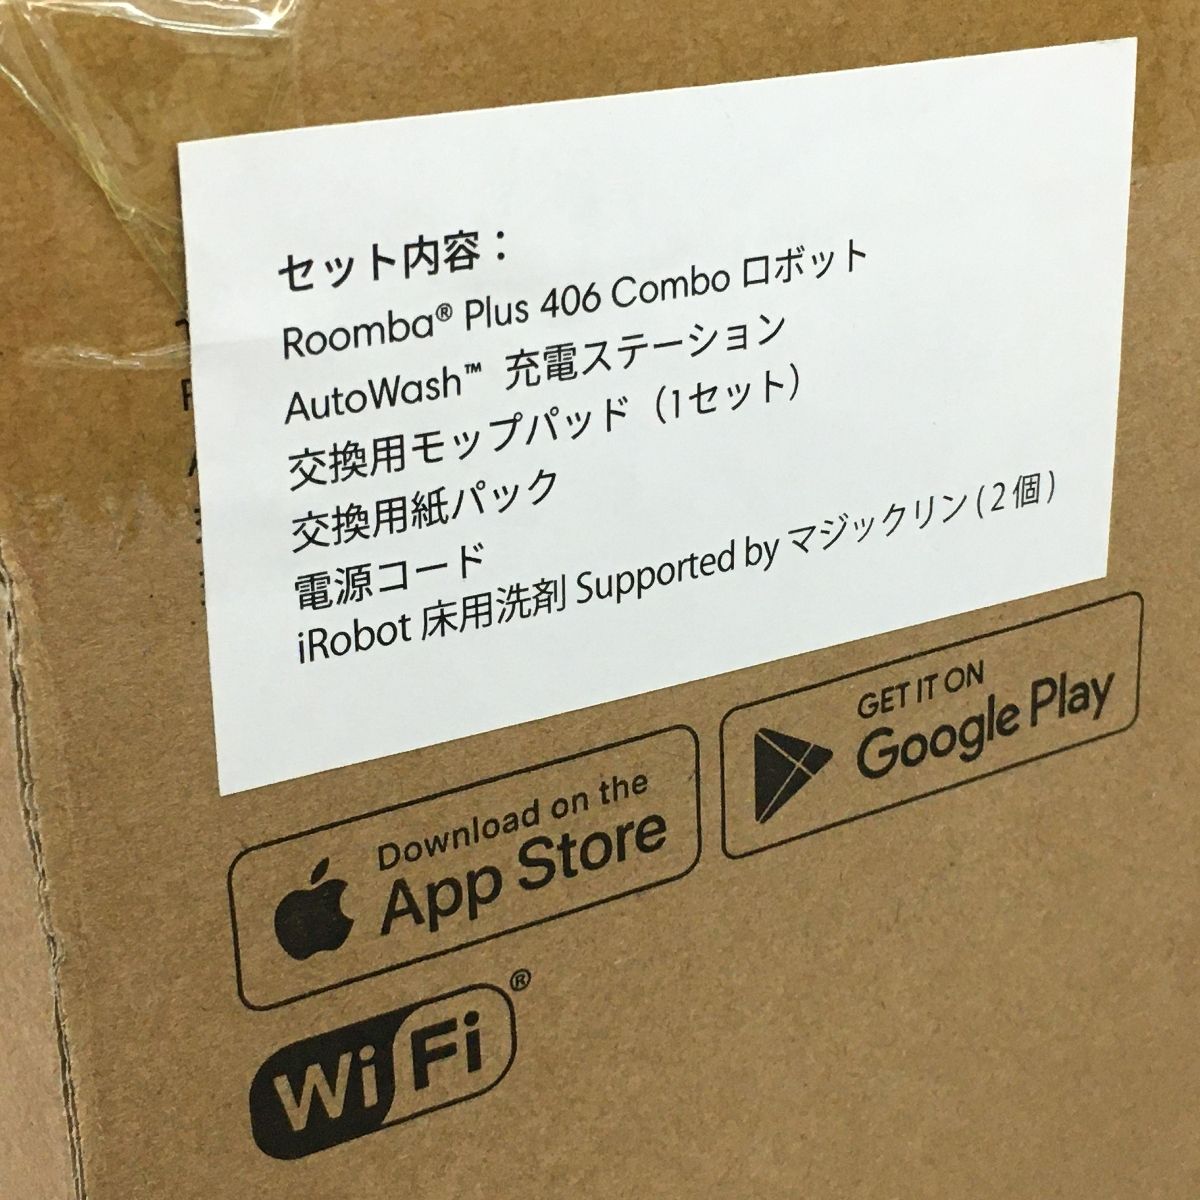 セット内容：
Roomba® Plus 406 Combo ロボット
AutoWash™ 充電ステーション
交換用モップパッド（1セット）
交換用紙パック
電源コード
iRobot 床用洗剤 Supported by マジックリン(2個)
GET IT ON
Google Play
Download on the
App Store
Wi Fi®